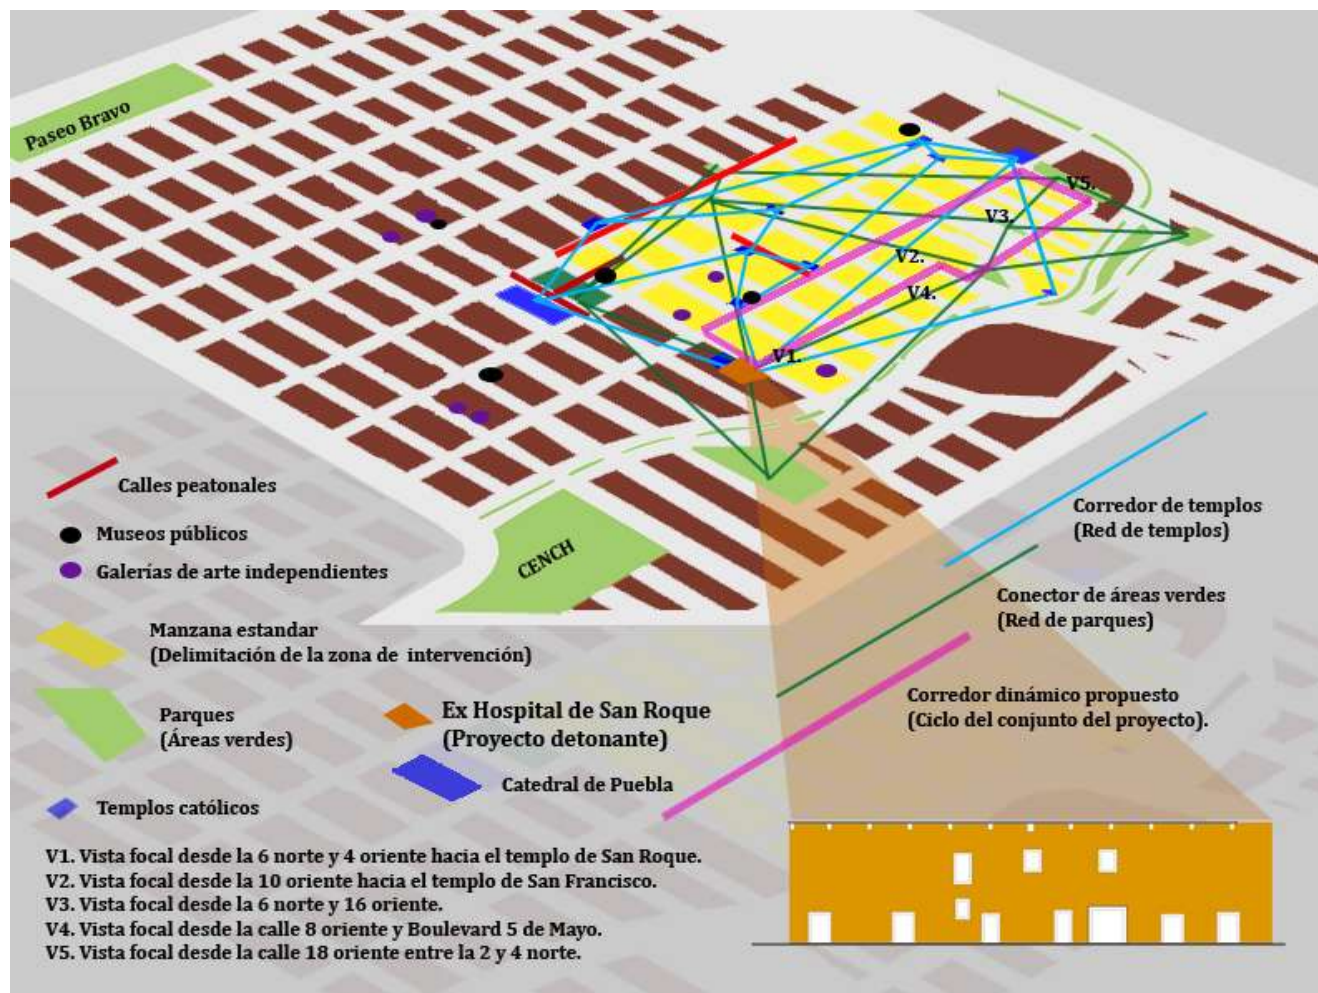 Paseo Bravo
V5.
V3.
V2.
V4.
V1.
CENCH
Calles peatonales
Museos públicos
Galerías de arte independientes
Manzana estandar
(Delimitación de la zona de intervención)
Parques
(Áreas verdes)
Ex Hospital de San Roque
(Proyecto detonante)
Catedral de Puebla
Templos católicos
Corredor de templos
(Red de templos)
Conector de áreas verdes
(Red de parques)
Corredor dinámico propuesto
(Ciclo del conjunto del proyecto).
V1. Vista focal desde la 6 norte y 4 oriente hacia el templo de San Roque.
V2. Vista focal desde la 10 oriente hacia el templo de San Francisco.
V3. Vista focal desde la 6 norte y 16 oriente.
V4. Vista focal desde la calle 8 oriente y Boulevard 5 de Mayo.
V5. Vista focal desde la calle 18 oriente entre la 2 y 4 norte.